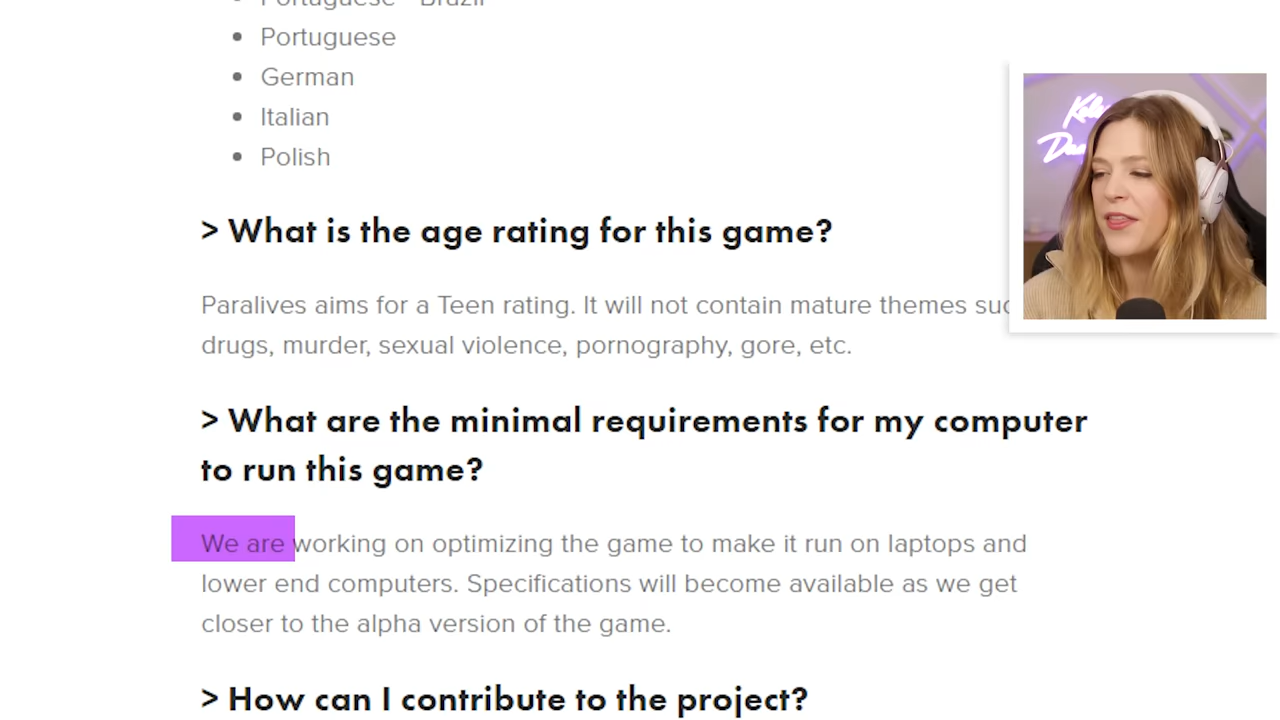 Portuguese - Brazil
Portuguese
German
Italian
Polish
> What is the age rating for this game?
Paralives aims for a Teen rating. It will not contain mature themes
drugs, murder, sexual violence, pornography, gore, etc.
> What are the minimal requirements for my computer
to run this game?
We are working on optimizing the game to make it run on laptops and
lower end computers. Specifications will become available as we get
closer to the alpha version of the game.
> How can I contribute to the project?